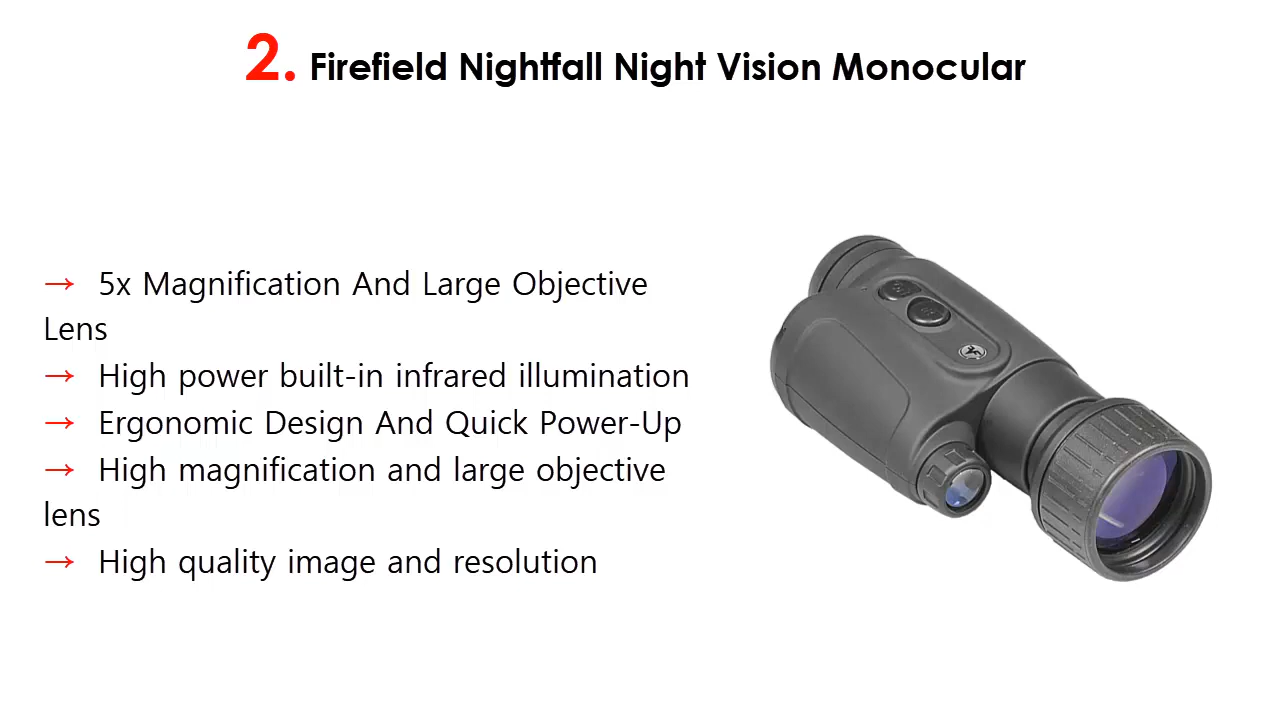 2. Firefield Nightfall Night Vision Monocular
→ 5x Magnification And Large Objective
Lens
→ High power built-in infrared illumination
→ Ergonomic Design And Quick Power-Up
→ High magnification and large objective
lens
→ High quality image and resolution